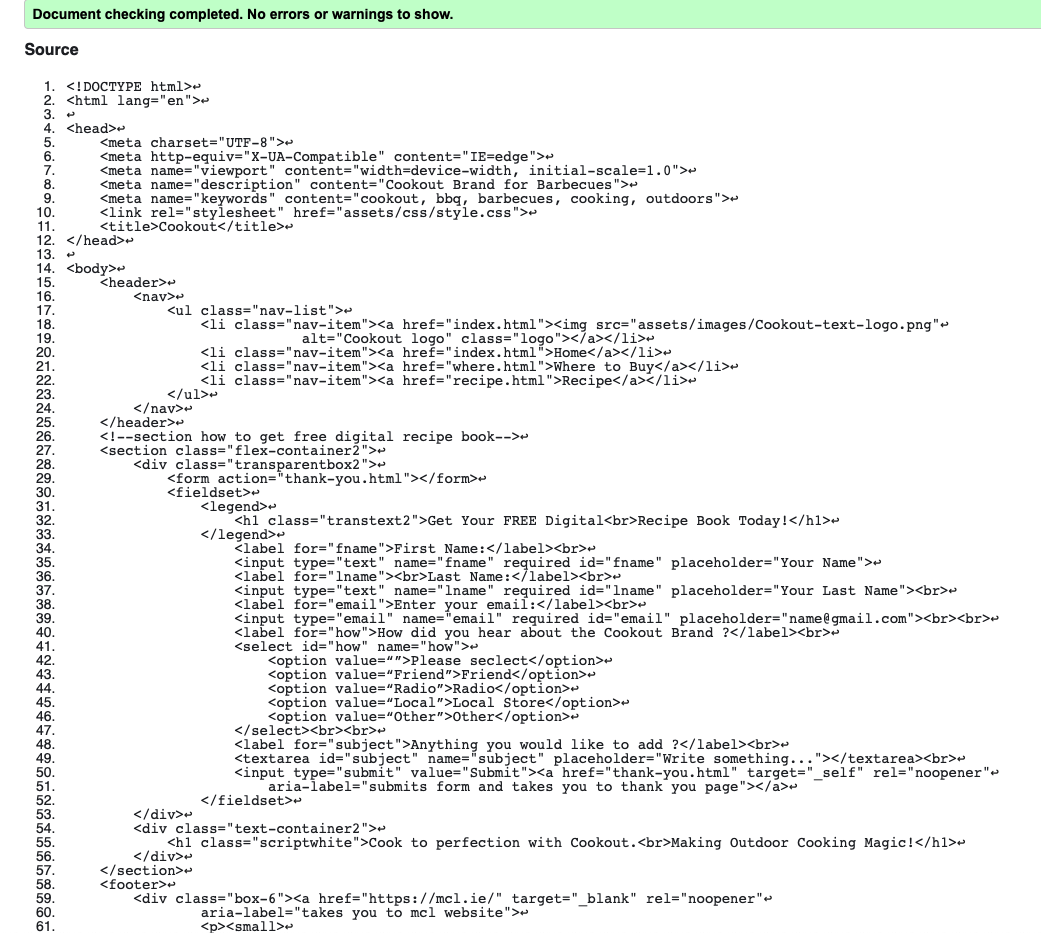 Document checking completed. No errors or warnings to show.
Source
1. <!DOCTYPE html>↩
2. <html lang="en">↩
3. ↩
4. <head>↩
5.     <meta charset="UTF-8">↩
6.     <meta http-equiv="X-UA-Compatible" content="IE=edge">↩
7.     <meta name="viewport" content="width=device-width, initial-scale=1.0">↩
8.     <meta name="description" content="Cookout Brand for Barbecues">↩
9.     <meta name="keywords" content="cookout, bbq, barbecues, cooking, outdoors">↩
10.     <link rel="stylesheet" href="assets/css/style.css">↩
11.     <title>Cookout</title>↩
12. </head>↩
13. ↩
14. <body>↩
15.     <header>↩
16.         <nav>↩
17.             <ul class="nav-list">↩
18.                 <li class="nav-item"><a href="index.html"><img src="assets/images/Cookout-text-logo.png"↩
19.                             alt="Cookout logo" class="logo"></a></li>↩
20.                 <li class="nav-item"><a href="index.html">Home</a></li>↩
21.                 <li class="nav-item"><a href="where.html">Where to Buy</a></li>↩
22.                 <li class="nav-item"><a href="recipe.html">Recipe</a></li>↩
23.             </ul>↩
24.         </nav>↩
25.     </header>↩
26.     <!--section how to get free digital recipe book-->↩
27.     <section class="flex-container2">↩
28.         <div class="transparentbox2">↩
29.             <form action="thank-you.html"></form>↩
30.             <fieldset>↩
31.                 <legend>↩
32.                     <h1 class="transtext2">Get Your FREE Digital<br>Recipe Book Today!</h1>↩
33.                 </legend>↩
34.                     <label for="fname">First Name:</label><br>↩
35.                     <input type="text" name="fname" required id="fname" placeholder="Your Name">↩
36.                     <label for="lname"><br>Last Name:</label><br>↩
37.                     <input type="text" name="lname" required id="lname" placeholder="Your Last Name"><br>↩
38.                     <label for="email">Enter your email:</label><br>↩
39.                     <input type="email" name="email" required id="email" placeholder="name@gmail.com"><br><br>↩
40.                     <label for="how">How did you hear about the Cookout Brand ?</label><br>↩
41.                     <select id="how" name="how">↩
42.                         <option value=“”>Please seclect</option>↩
43.                         <option value=“Friend”>Friend</option>↩
44.                         <option value=“Radio”>Radio</option>↩
45.                         <option value=“Local”>Local Store</option>↩
46.                         <option value=“Other”>Other</option>↩
47.                     </select><br><br>↩
48.                     <label for="subject">Anything you would like to add ?</label><br>↩
49.                     <textarea id="subject" name="subject" placeholder="Write something..."></textarea><br>↩
50.                     <input type="submit" value="Submit"><a href="thank-you.html" target="_self" rel="noopener"↩
51.                         aria-label="submits form and takes you to thank you page"></a>↩
52.                 </fieldset>↩
53.         </div>↩
54.         <div class="text-container2">↩
55.             <h1 class="scriptwhite">Cook to perfection with Cookout.<br>Making Outdoor Cooking Magic!</h1>↩
56.         </div>↩
57.     </section>↩
58.     <footer>↩
59.         <div class="box-6"><a href="https://mcl.ie/" target="_blank" rel="noopener"↩
60.                 aria-label="takes you to mcl website">↩
61.                 <p><small>↩